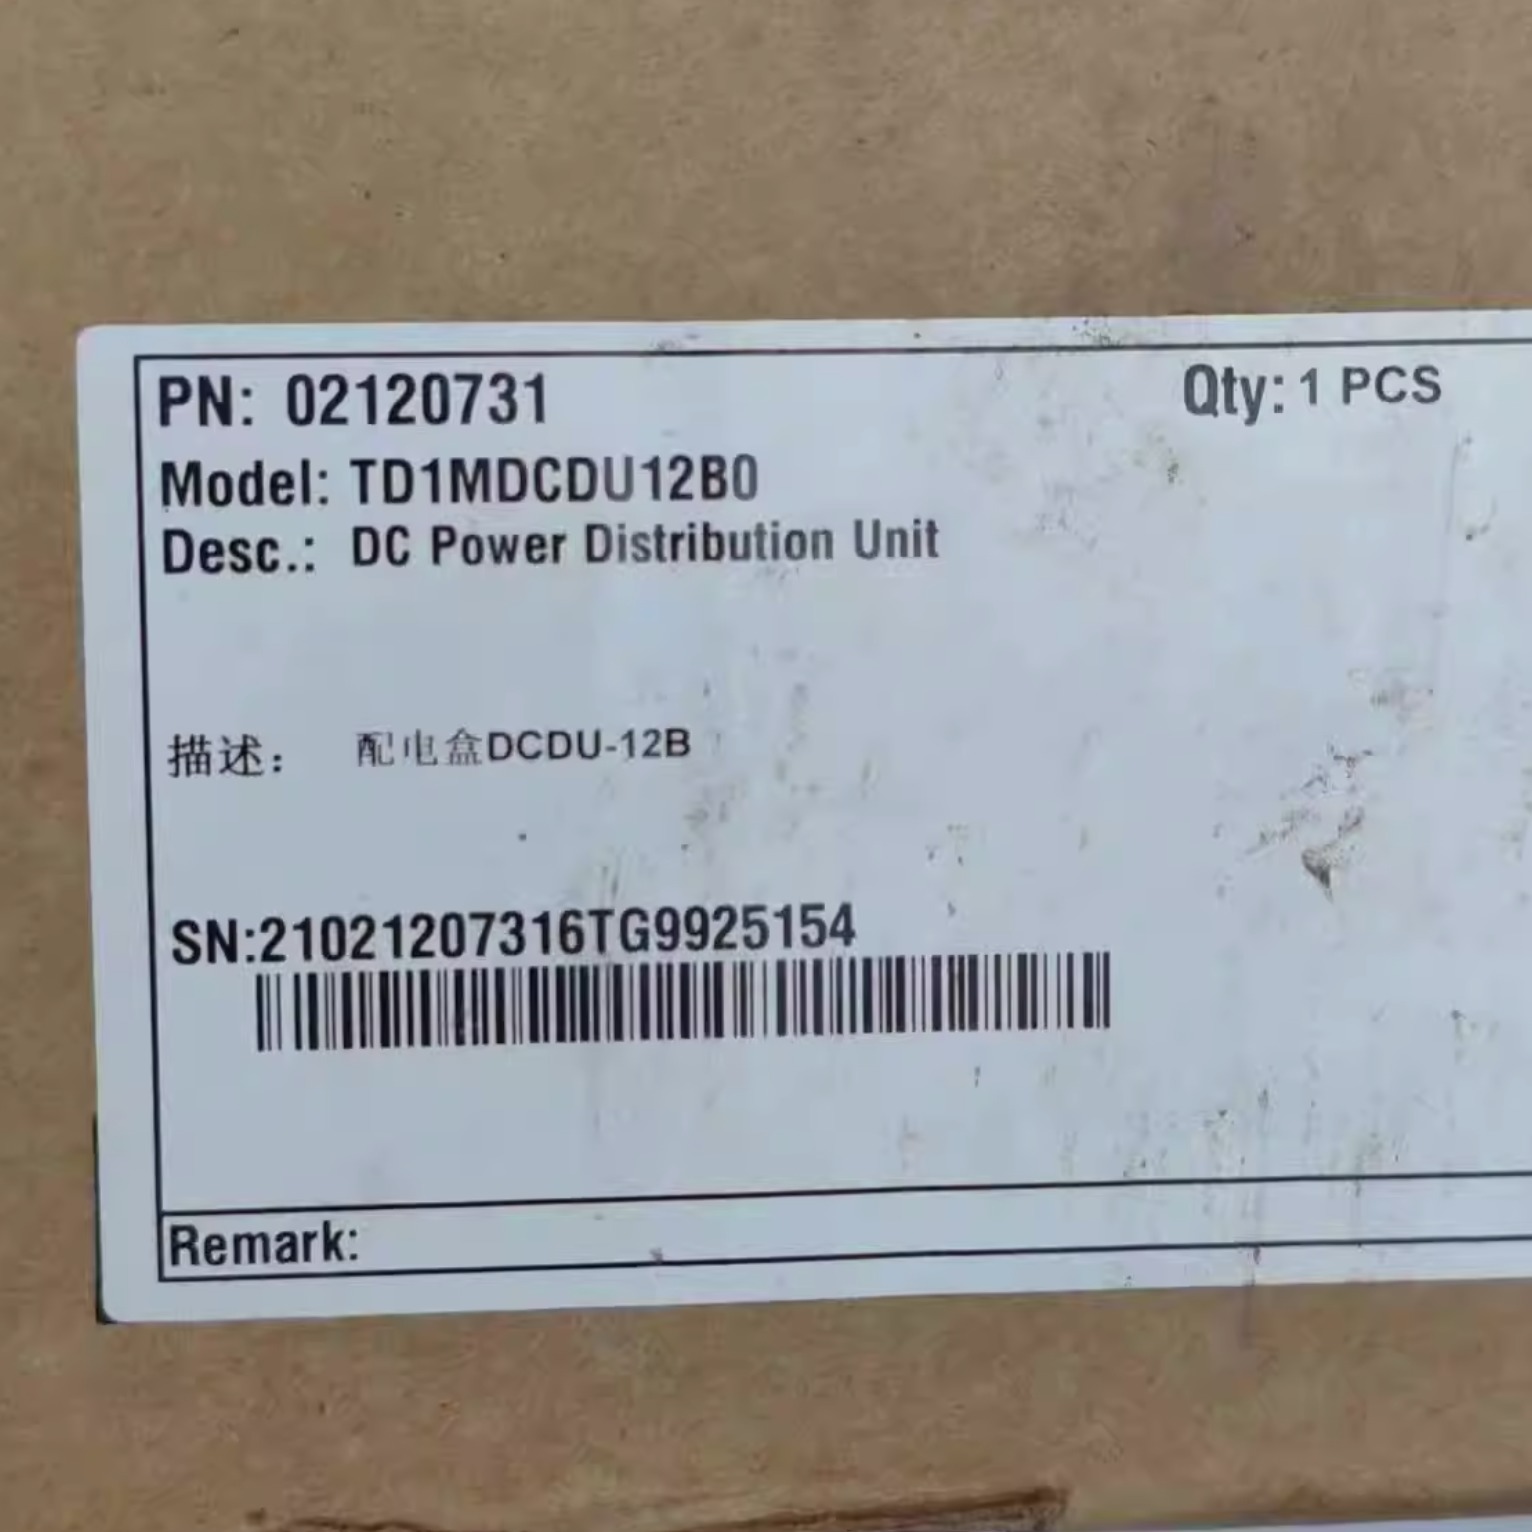 PN: 02120731 Qty: 1 PCS
Model: TD1MDCDU12B0
Desc.: DC Power Distribution Unit
描述： 配电盒DCDU-12B
SN:21021207316TG9925154
Remark: